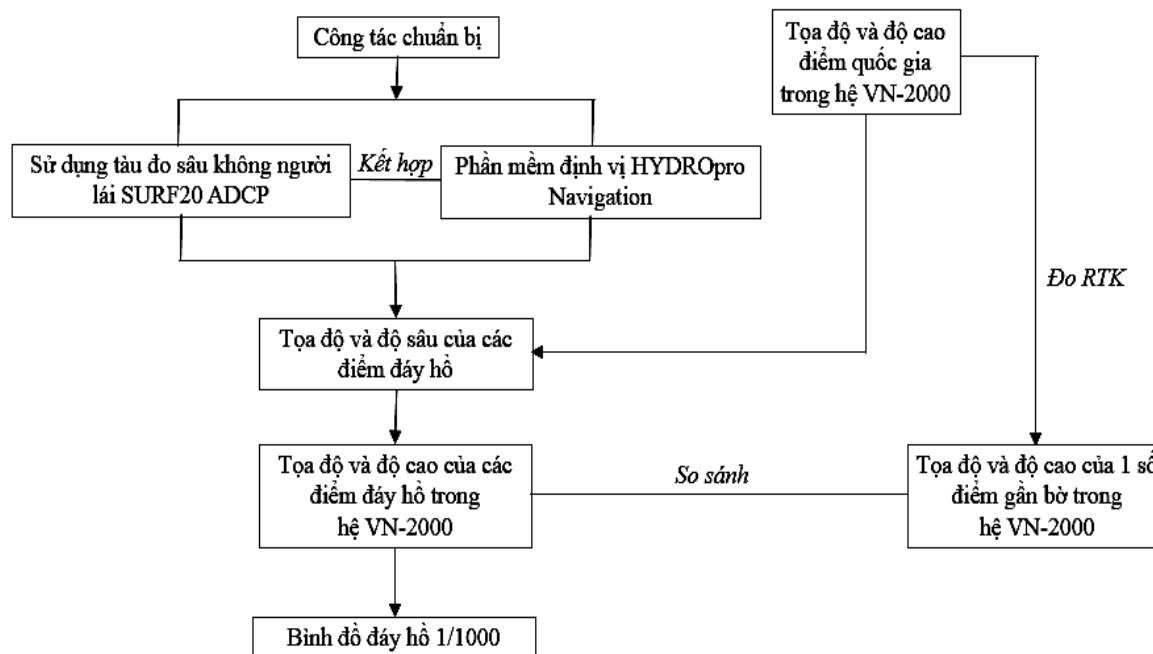 Công tác chuẩn bị
Tọa độ và độ cao
điểm quốc gia
trong hệ VN-2000
Sử dụng tàu đo sâu không người
lái SURF20 ADCP
Kết hợp
Phần mềm định vị HYDROpro
Navigation
Đo RTK
Tọa độ và độ sâu của các
điểm đáy hồ
Tọa độ và độ cao của các
điểm đáy hồ trong
hệ VN-2000
So sánh
Tọa độ và độ cao của 1 số
điểm gần bờ trong
hệ VN-2000
Bình đồ đáy hồ 1/1000